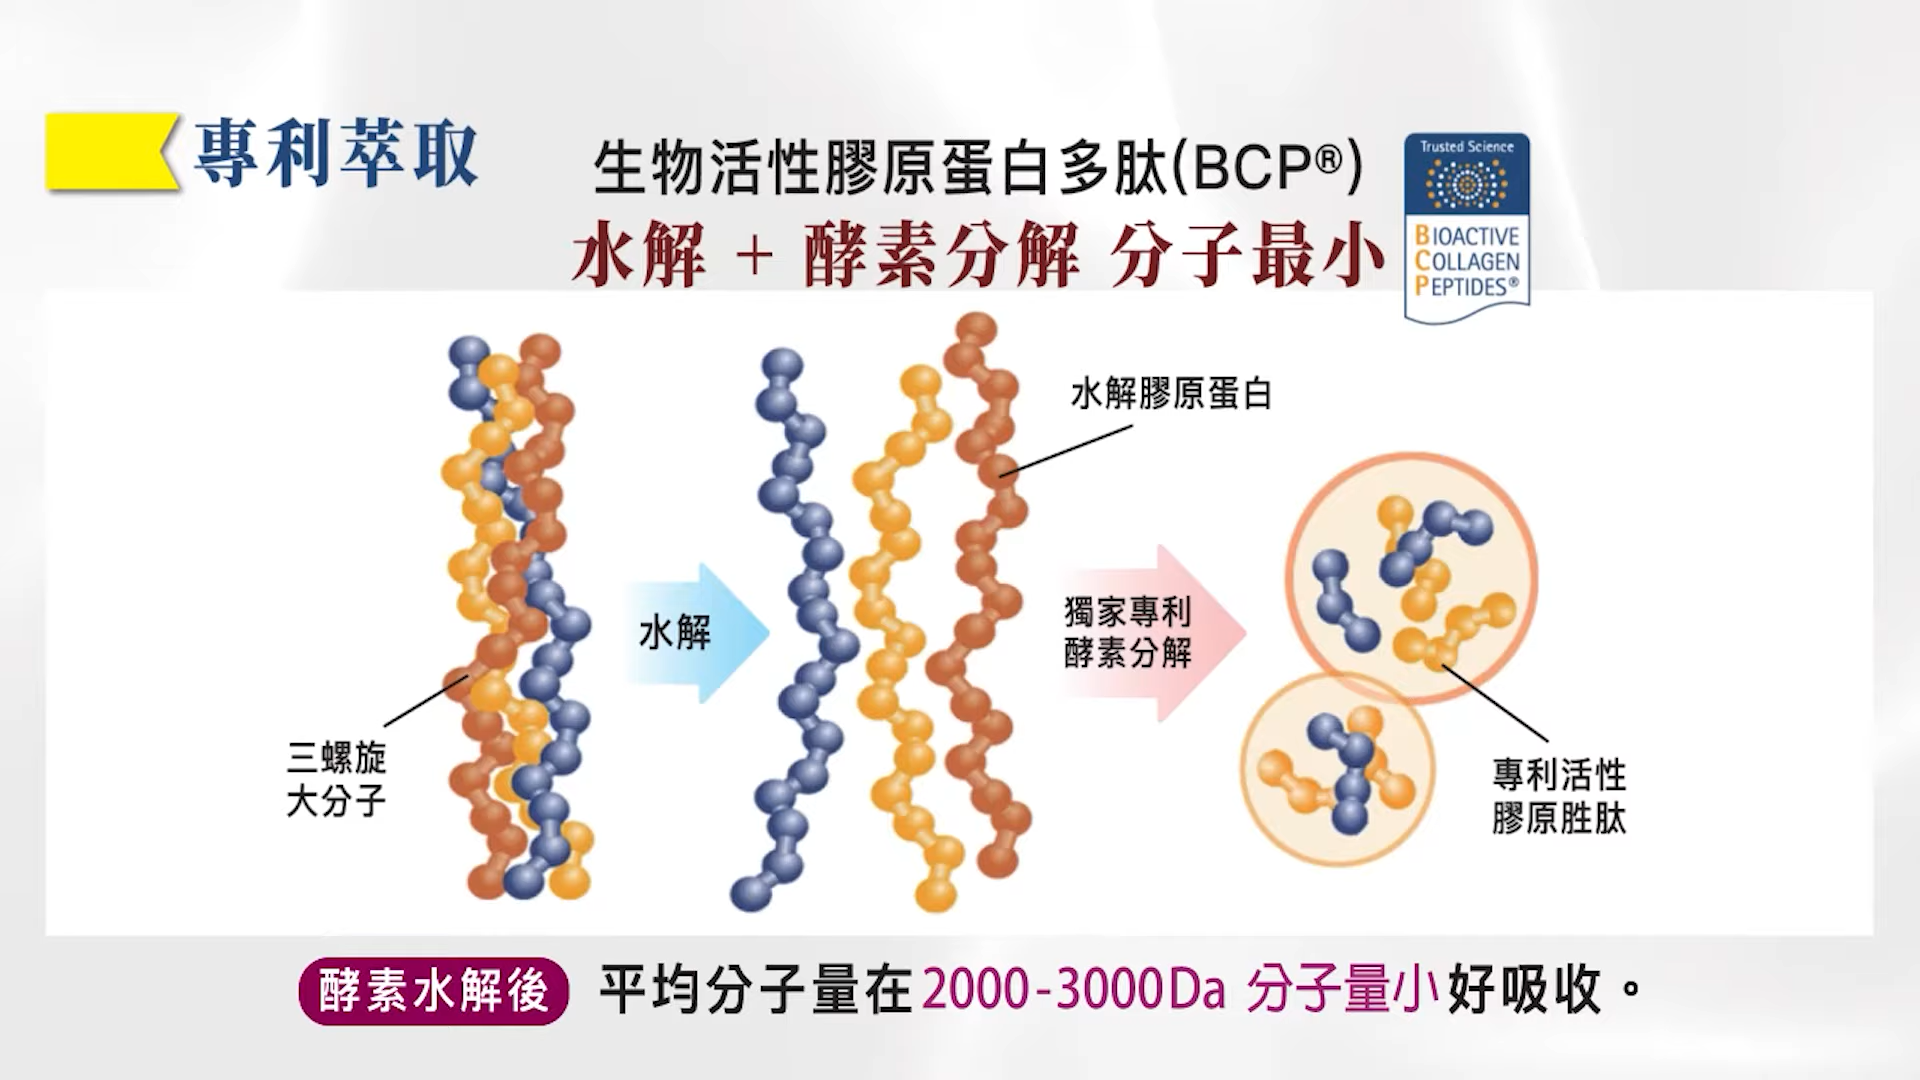 專利萃取
生物活性膠原蛋白多肽(BCP®)
水解 + 酵素分解 分子最小
Trusted Science
BIOACTIVE
COLLAGEN
PEPTIDES®
水解膠原蛋白
水解
獨家專利
酵素分解
三螺旋
大分子
專利活性
膠原胜肽
酵素水解後 平均分子量在2000-3000Da 分子量小好吸收。